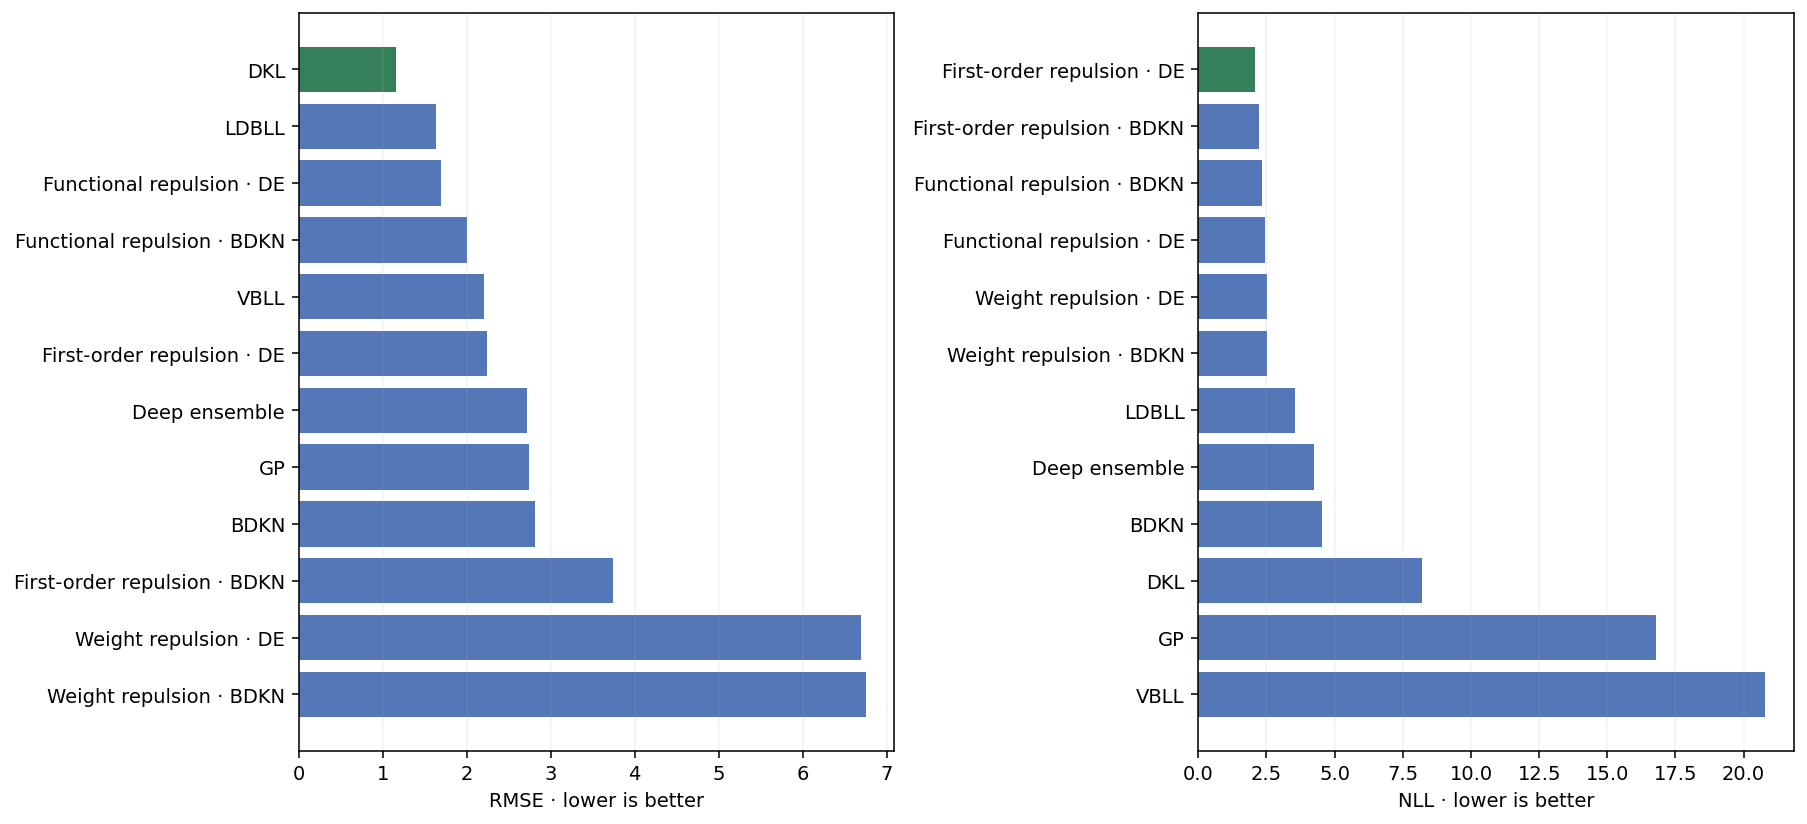 DKL
LDBLL
Functional repulsion · DE
Functional repulsion · BDKN
VBLL
First-order repulsion · DE
Deep ensemble
GP
BDKN
First-order repulsion · BDKN
Weight repulsion · DE
Weight repulsion · BDKN
0 1 2 3 4 5 6 7
RMSE · lower is better
First-order repulsion · DE
First-order repulsion · BDKN
Functional repulsion · BDKN
Functional repulsion · DE
Weight repulsion · DE
Weight repulsion · BDKN
LDBLL
Deep ensemble
BDKN
DKL
GP
VBLL
0.0 2.5 5.0 7.5 10.0 12.5 15.0 17.5 20.0
NLL · lower is better